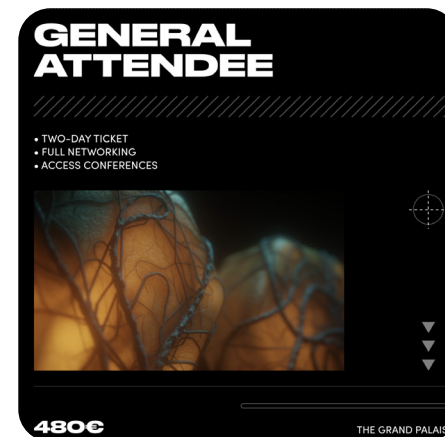 GENERAL
ATTENDEE
• TWO-DAY TICKET
• FULL NETWORKING
• ACCESS CONFERENCES
480€
THE GRAND PALAIS